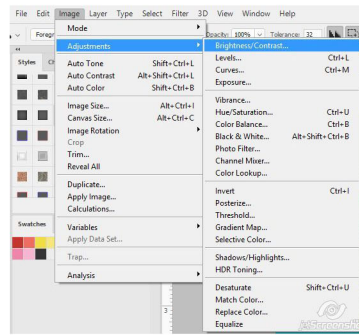 File Edit Image Layer Type Select Filter 3D View Window Help
Opacity: 100% Tolerance: 32
Styles
Swatches
Mode
Adjustments
Auto Tone Shift+Ctrl+L
Auto Contrast Alt+Shift+Ctrl+L
Auto Color Shift+Ctrl+B
Image Size... Alt+Ctrl+I
Canvas Size... Alt+Ctrl+C
Image Rotation
Crop
Trim...
Reveal All
Duplicate...
Apply Image...
Calculations...
Variables
Apply Data Set...
Trap...
Analysis
Brightness/Contrast...
Levels... Ctrl+L
Curves... Ctrl+M
Exposure...
Vibrance...
Hue/Saturation... Ctrl+U
Color Balance... Ctrl+B
Black & White... Alt+Shift+Ctrl+B
Photo Filter...
Channel Mixer...
Color Lookup...
Invert Ctrl+I
Posterize...
Threshold...
Gradient Map...
Selective Color...
Shadows/Highlights...
HDR Toning...
Desaturate Shift+Ctrl+U
Match Color...
Replace Color...
Equalize
3